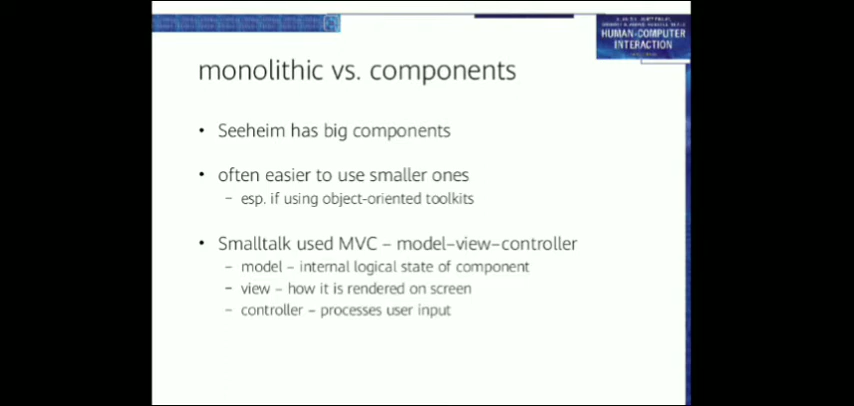 HUMAN-COMPUTER
INTERACTION
monolithic vs. components
• Seeheim has big components
• often easier to use smaller ones
– esp. if using object-oriented toolkits
• Smalltalk used MVC – model–view–controller
– model – internal logical state of component
– view – how it is rendered on screen
– controller – processes user input